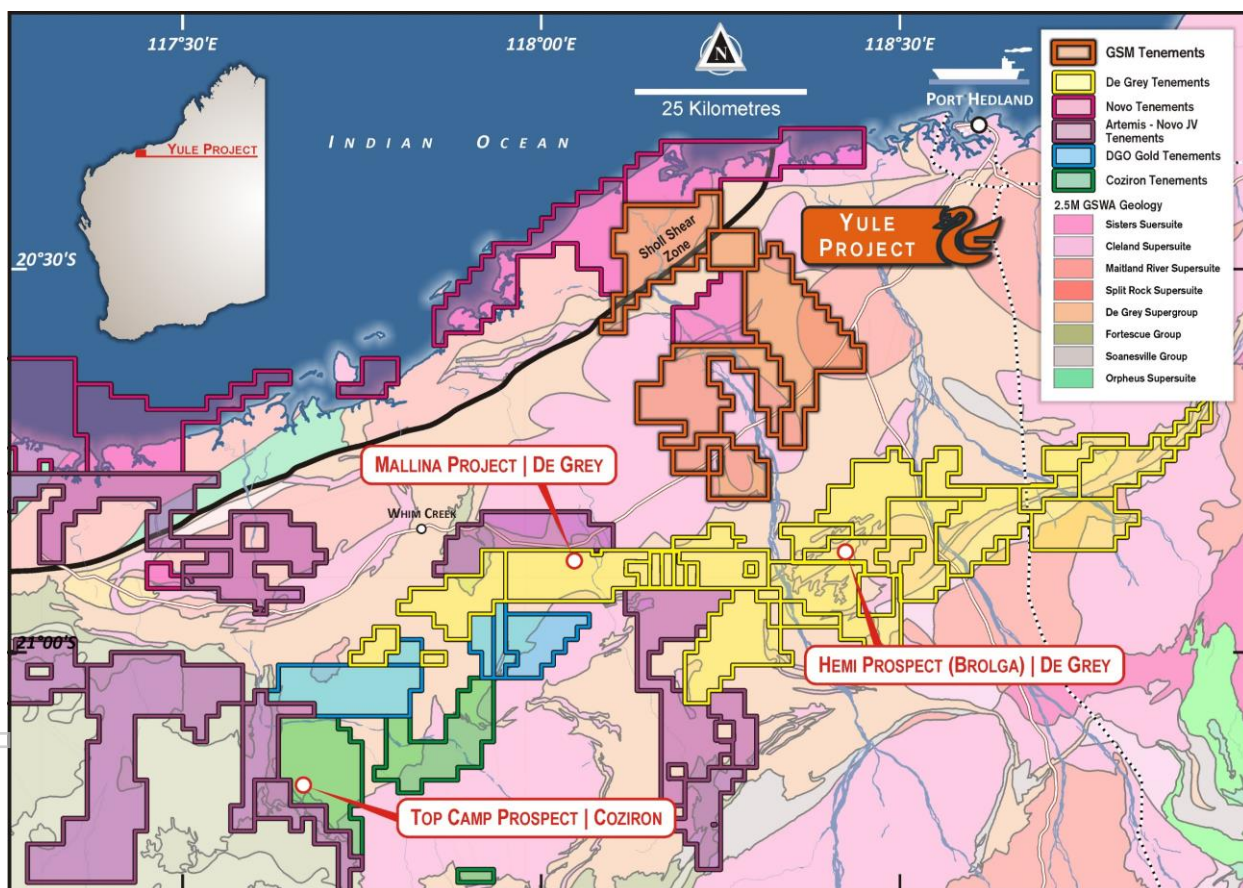 117°30'E
118°00'E
118°30'E
N
25 Kilometres
PORT HEDLAND
INDIAN OCEAN
YULE PROJECT
GSM Tenements
De Grey Tenements
Novo Tenements
Artemis - Novo JV
Tenements
DGO Gold Tenements
Coziron Tenements
2.5M GSWA Geology
Sisters Suersuite
Cleland Supersuite
Maitland River Supersuite
Split Rock Supersuite
De Grey Supergroup
Fortescue Group
Soanesville Group
Orpheus Supersuite
Sholl Shear
Zone
YULE
PROJECT
20°30'S
MALLINA PROJECT | DE GREY
WHIM CREEK
21°00'S
HEMI PROSPECT (BROLGA) | DE GREY
TOP CAMP PROSPECT | COZIRON